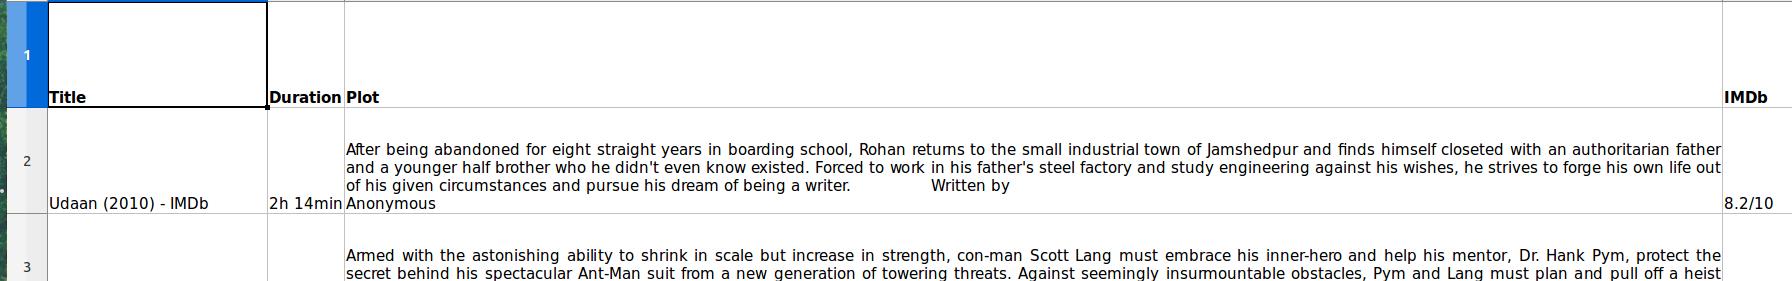 1
Title Duration Plot IMDb
After being abandoned for eight straight years in boarding school, Rohan returns to the small industrial town of Jamshedpur and finds himself closeted with an authoritarian father
2
and a younger half brother who he didn't even know existed. Forced to work in his father's steel factory and study engineering against his wishes, he strives to forge his own life out
of his given circumstances and pursue his dream of being a writer. Written by
Udaan (2010) - IMDb 2h 14min Anonymous 8.2/10
Armed with the astonishing ability to shrink in scale but increase in strength, con-man Scott Lang must embrace his inner-hero and help his mentor, Dr. Hank Pym, protect the
3
secret behind his spectacular Ant-Man suit from a new generation of towering threats. Against seemingly insurmountable obstacles, Pym and Lang must plan and pull off a heist